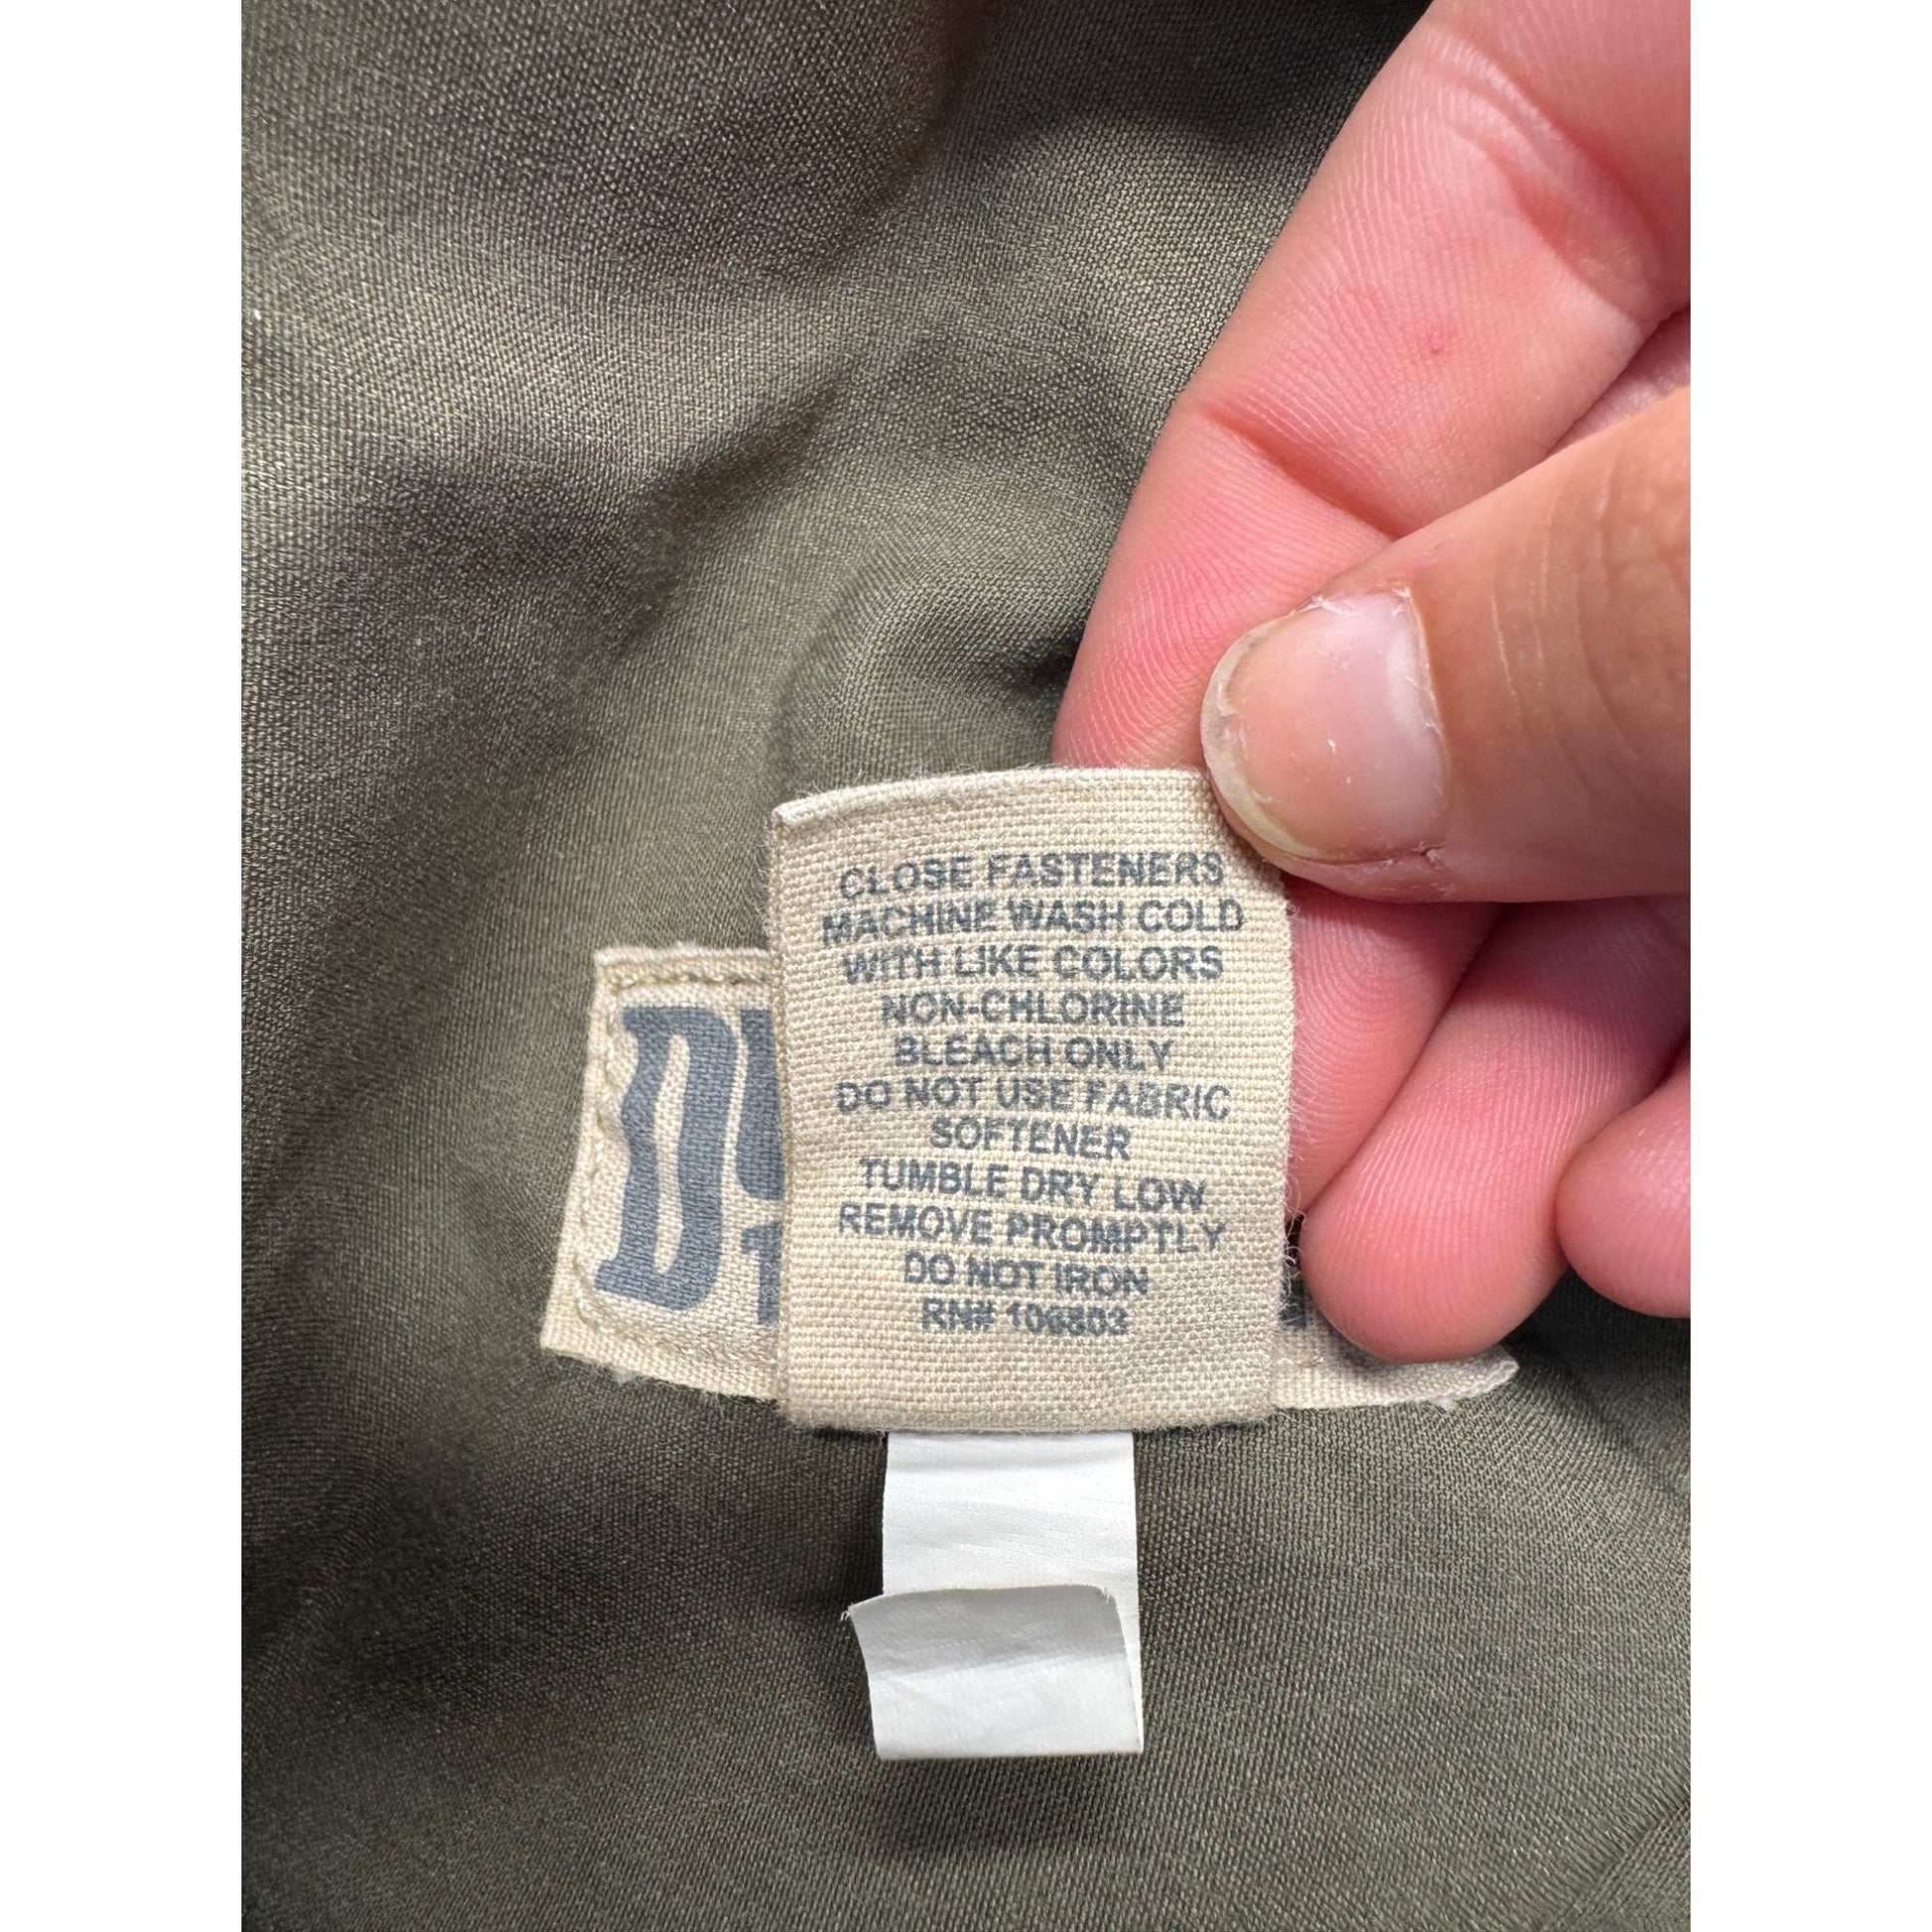 CLOSE FASTENERS
MACHINE WASH COLD
WITH LIKE COLORS
NON-CHLORINE
BLEACH ONLY
DO NOT USE FABRIC
SOFTENER
TUMBLE DRY LOW
REMOVE PROMPTLY
DO NOT IRON
RN# 106803